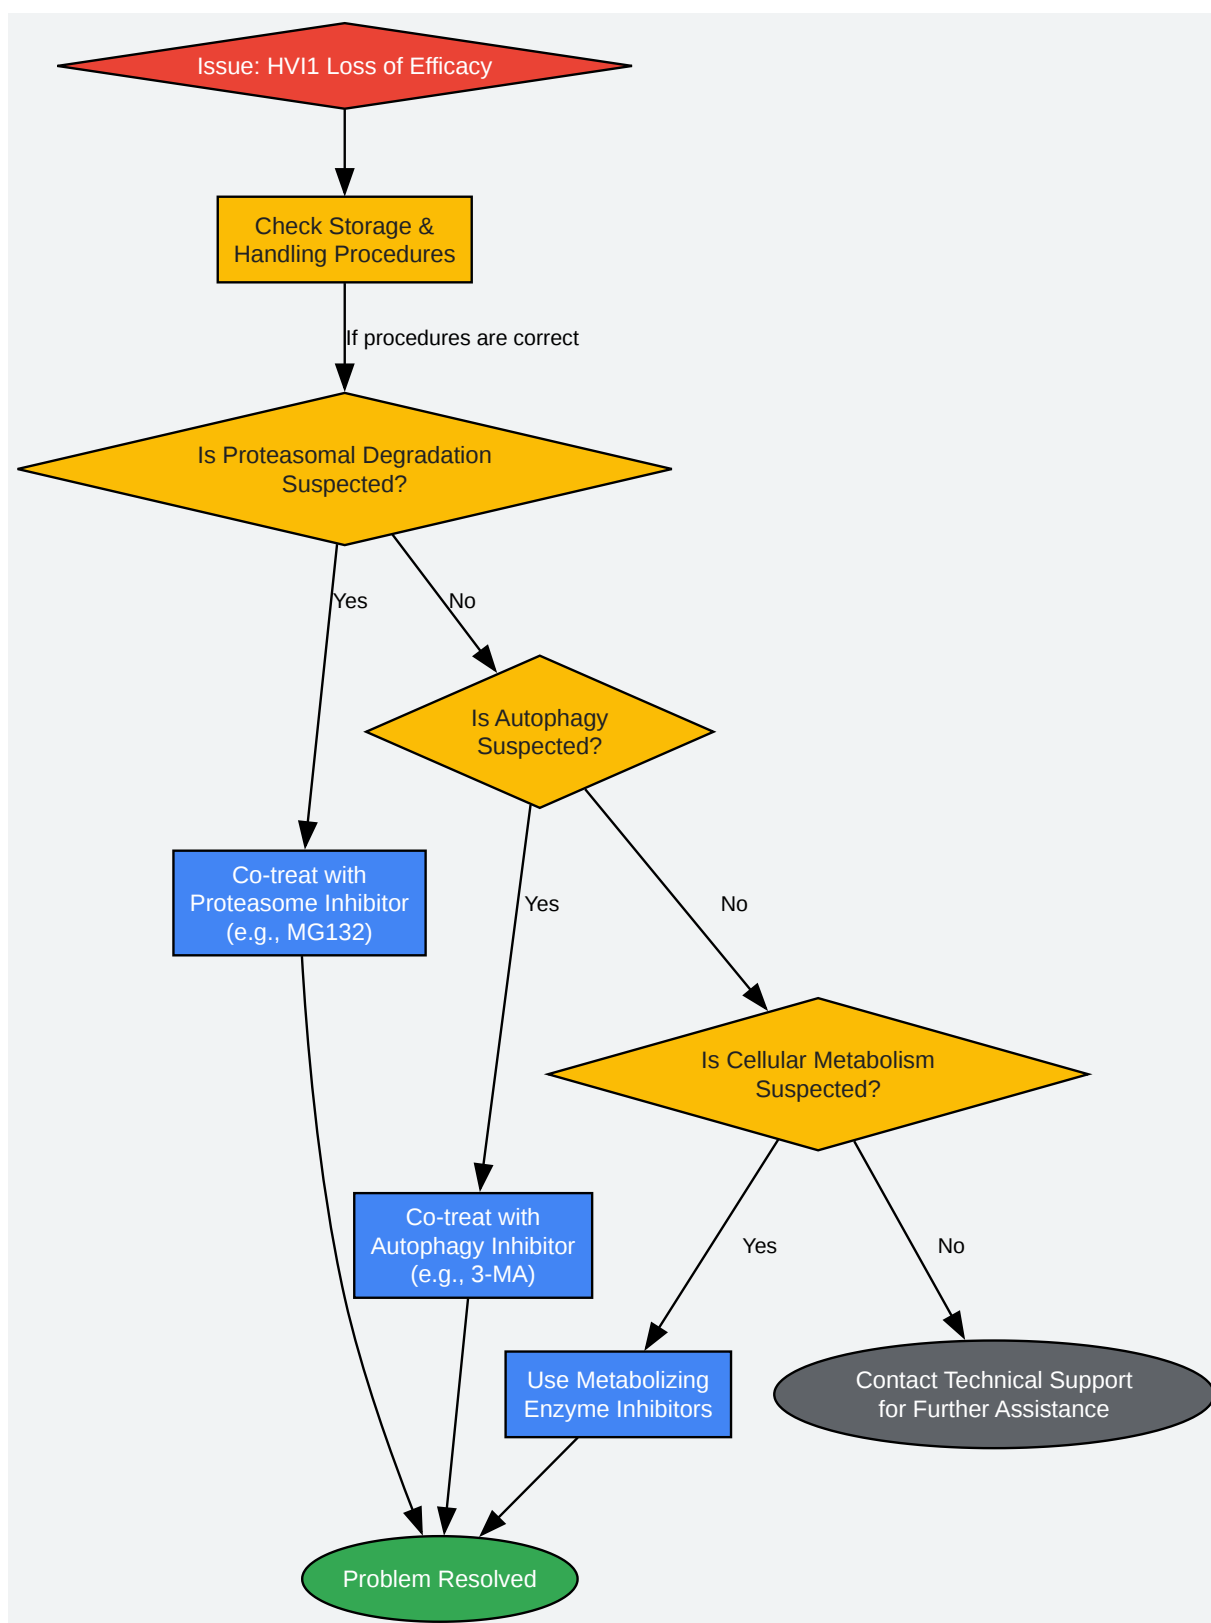 Issue: HVI1 Loss of Efficacy
Check Storage &
Handling Procedures
If procedures are correct
Is Proteasomal Degradation
Suspected?
Yes
No
Is Autophagy
Suspected?
Co-treat with
Proteasome Inhibitor
(e.g., MG132)
Yes
No
Is Cellular Metabolism
Suspected?
Co-treat with
Autophagy Inhibitor
(e.g., 3-MA)
Yes
No
Use Metabolizing
Enzyme Inhibitors
Contact Technical Support
for Further Assistance
Problem Resolved